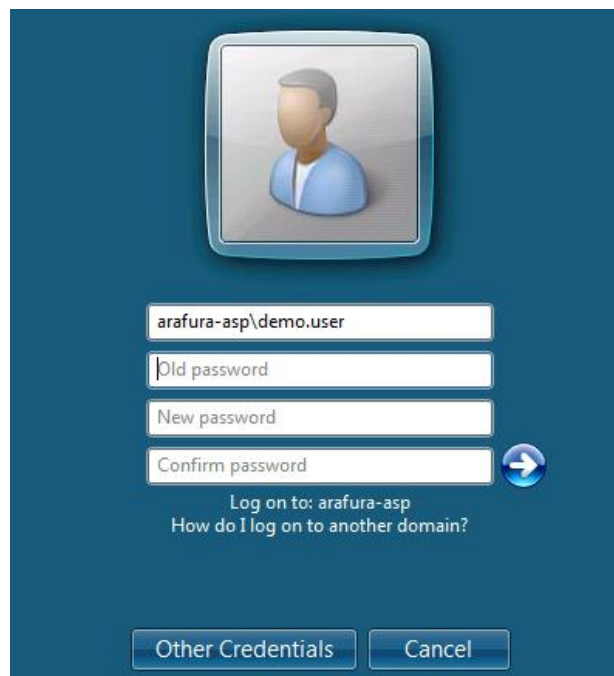 arafura-asp\demo.user
Old password
New password
Confirm password
Log on to: arafura-asp
How do I log on to another domain?
Other Credentials
Cancel